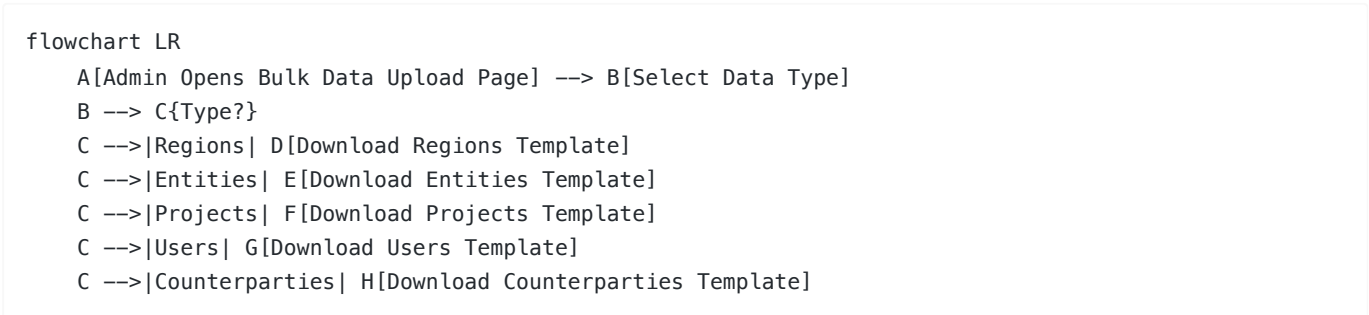 flowchart LR
    A[Admin Opens Bulk Data Upload Page] --> B[Select Data Type]
    B --> C{Type?}
    C -->|Regions| D[Download Regions Template]
    C -->|Entities| E[Download Entities Template]
    C -->|Projects| F[Download Projects Template]
    C -->|Users| G[Download Users Template]
    C -->|Counterparties| H[Download Counterparties Template]